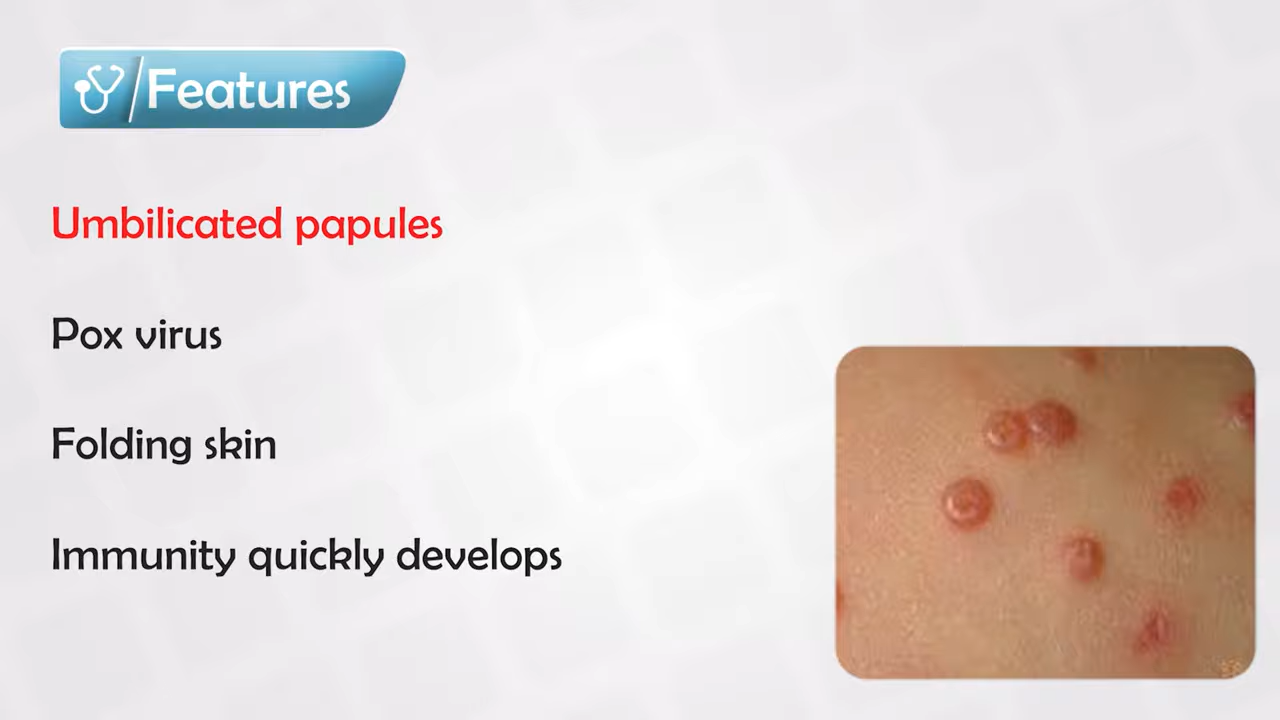 Features
Umbilicated papules
Pox virus
Folding skin
Immunity quickly develops